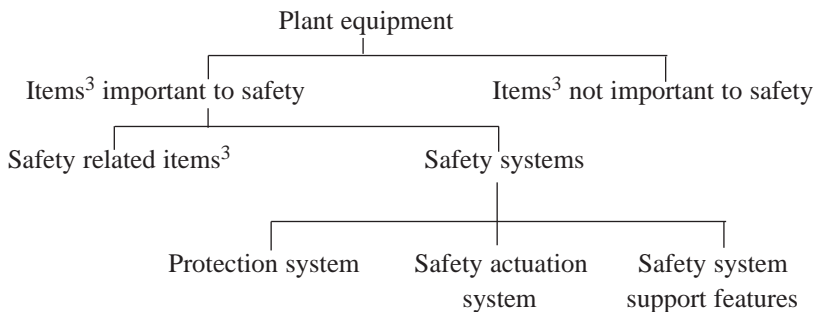 Plant equipment
Items³ important to safety
Items³ not important to safety
Safety related items³
Safety systems
Protection system
Safety actuation
system
Safety system
support features